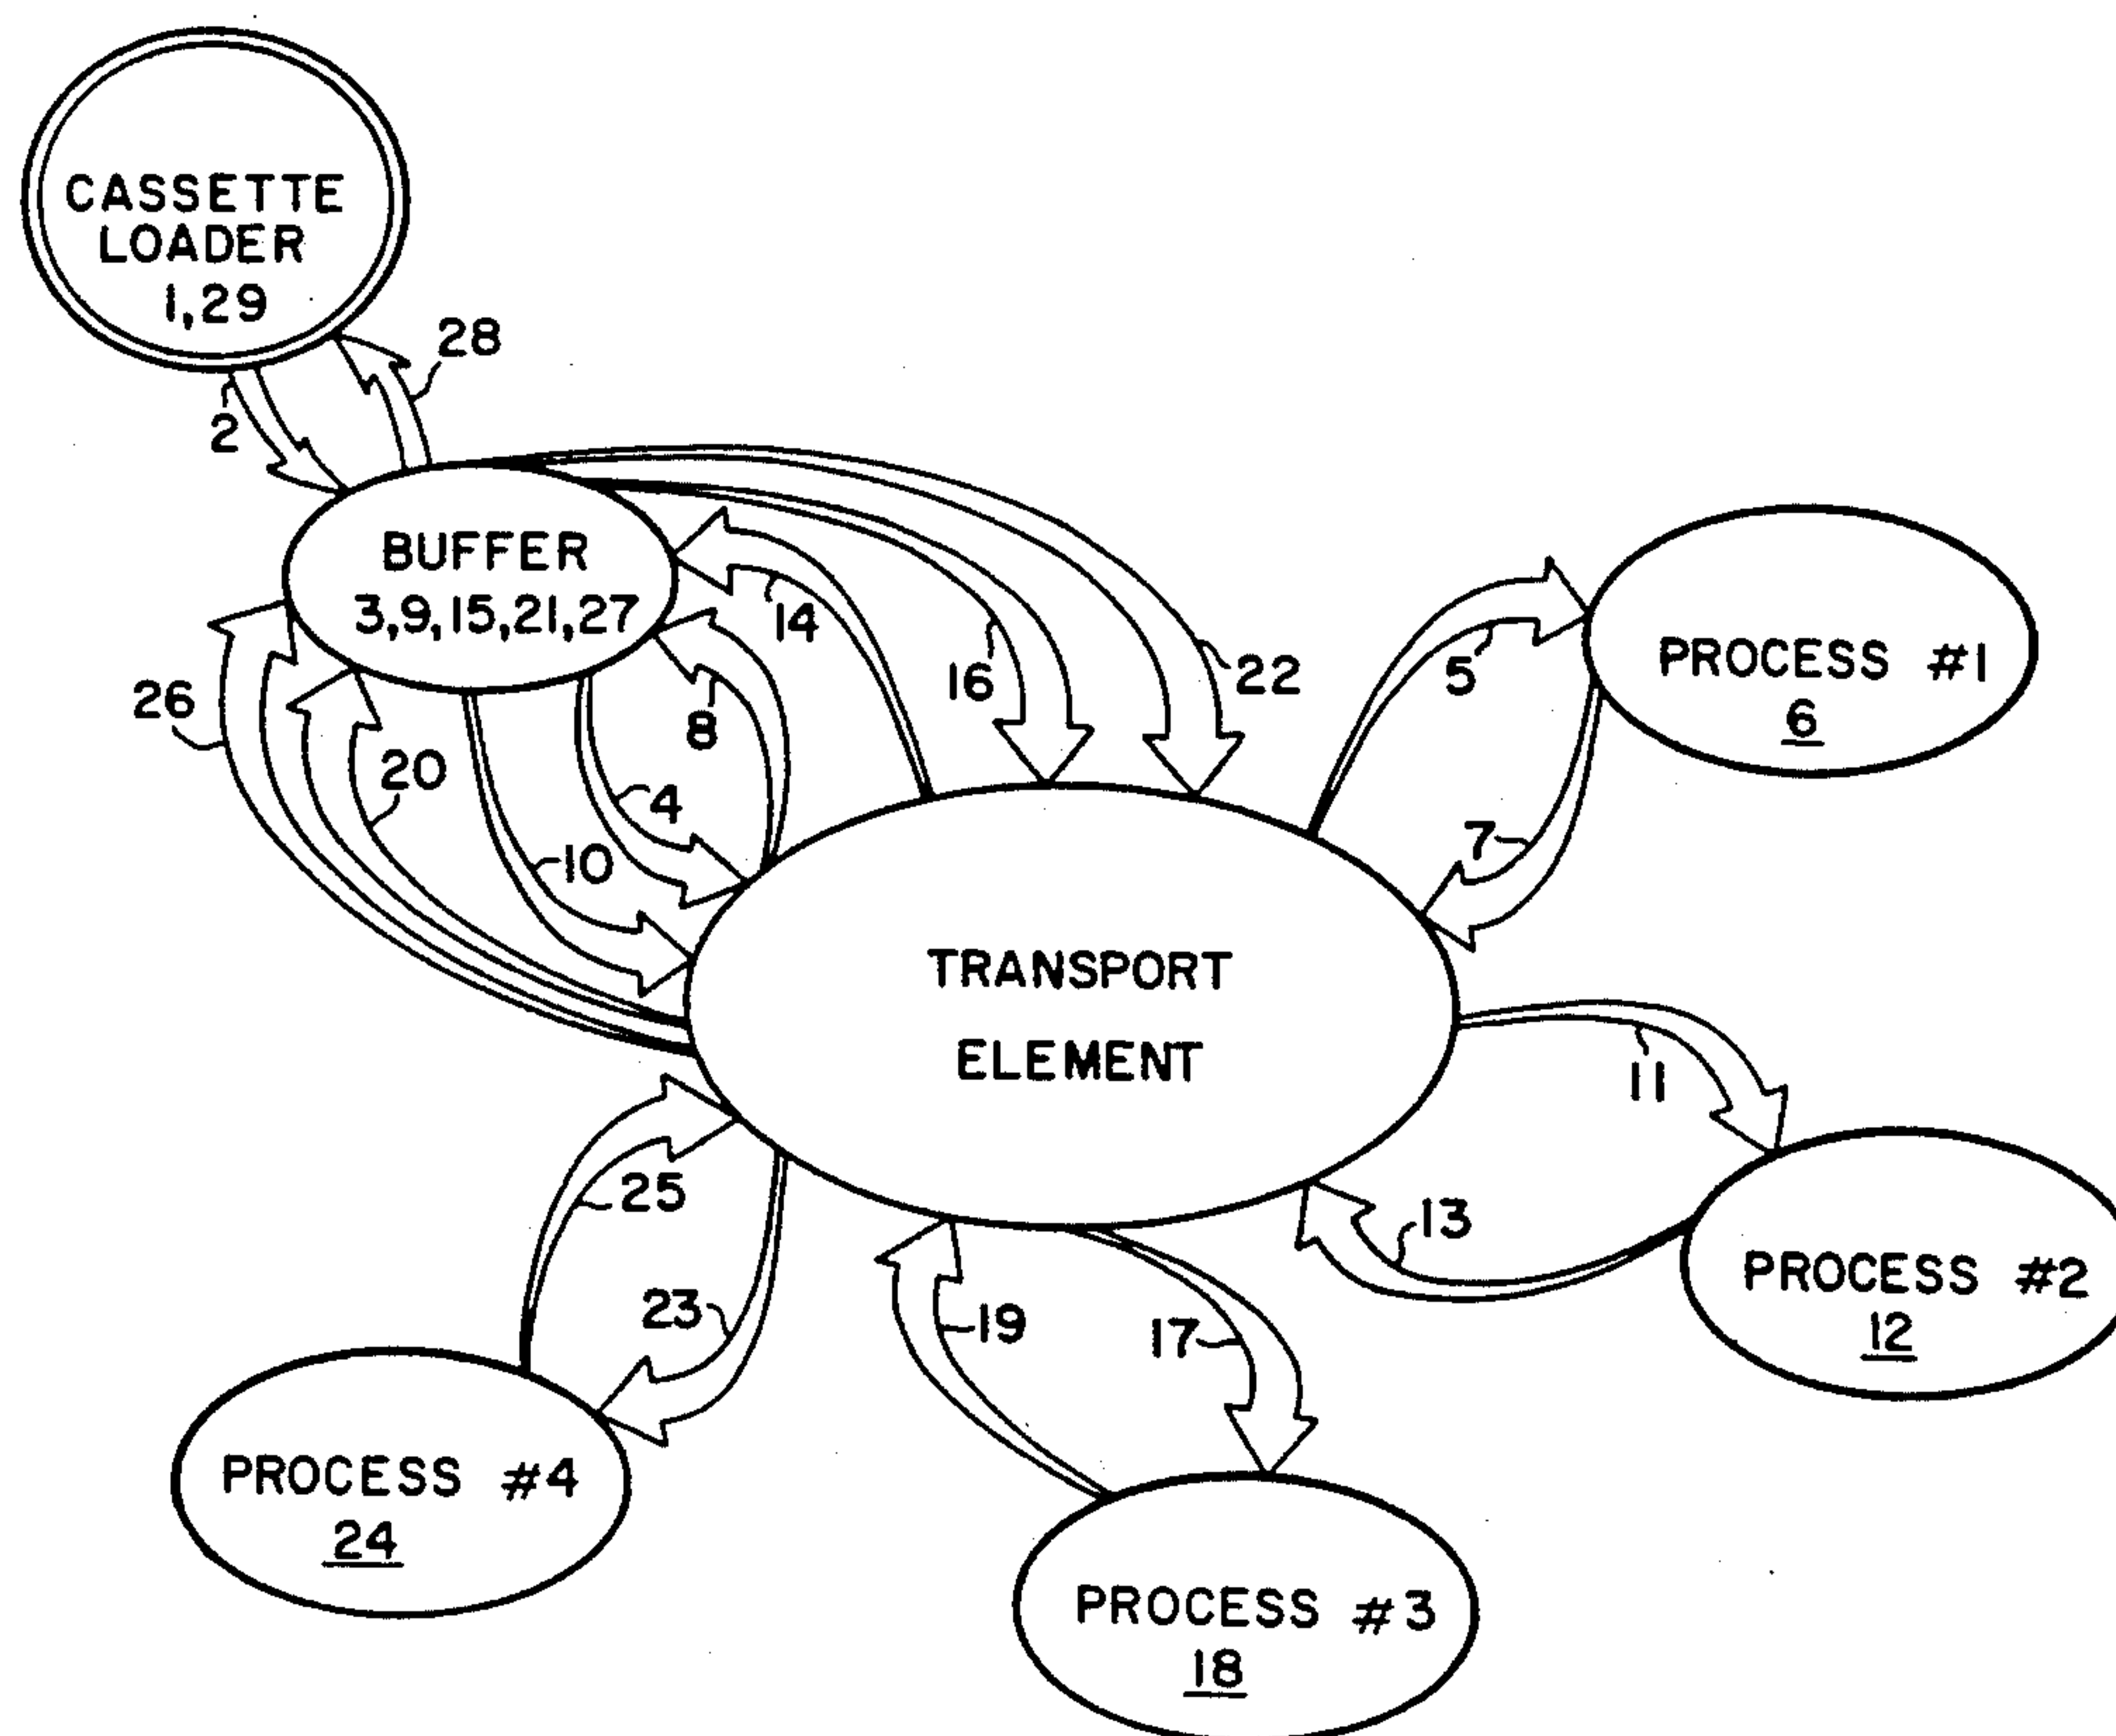 CASSETTE
LOADER
1,29
28
2
BUFFER
3,9,15,21,27
14
16
22
5
PROCESS #1
6
26
20
8
4
10
7
TRANSPORT
ELEMENT
11
25
13
23
19
17
PROCESS #2
12
PROCESS #4
24
PROCESS #3
18